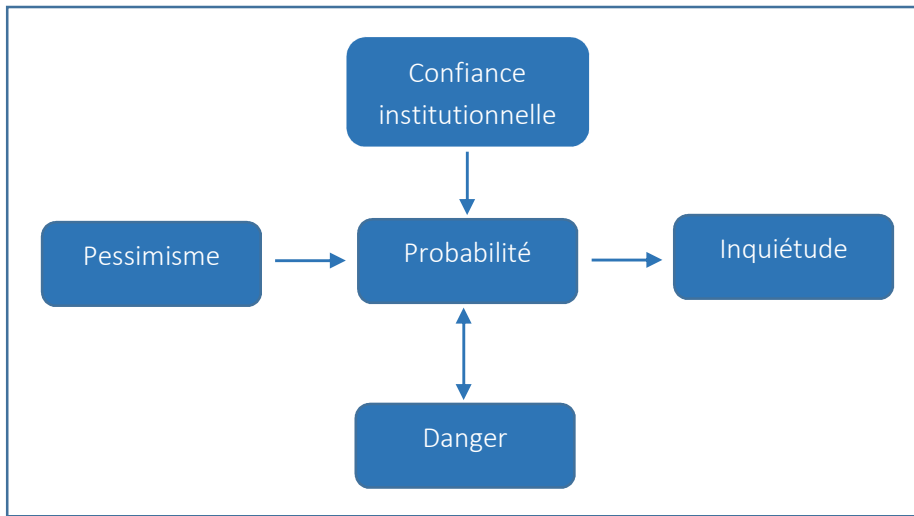 Confiance
institutionnelle
Pessimisme
Probabilité
Inquiétude
Danger